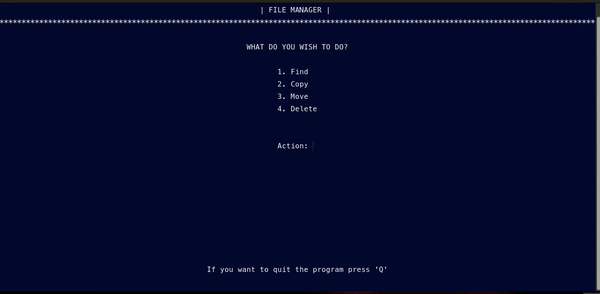 | FILE MANAGER |
************************************************************************************************************************************
WHAT DO YOU WISH TO DO?
1. Find
2. Copy
3. Move
4. Delete
Action:
If you want to quit the program press 'Q'